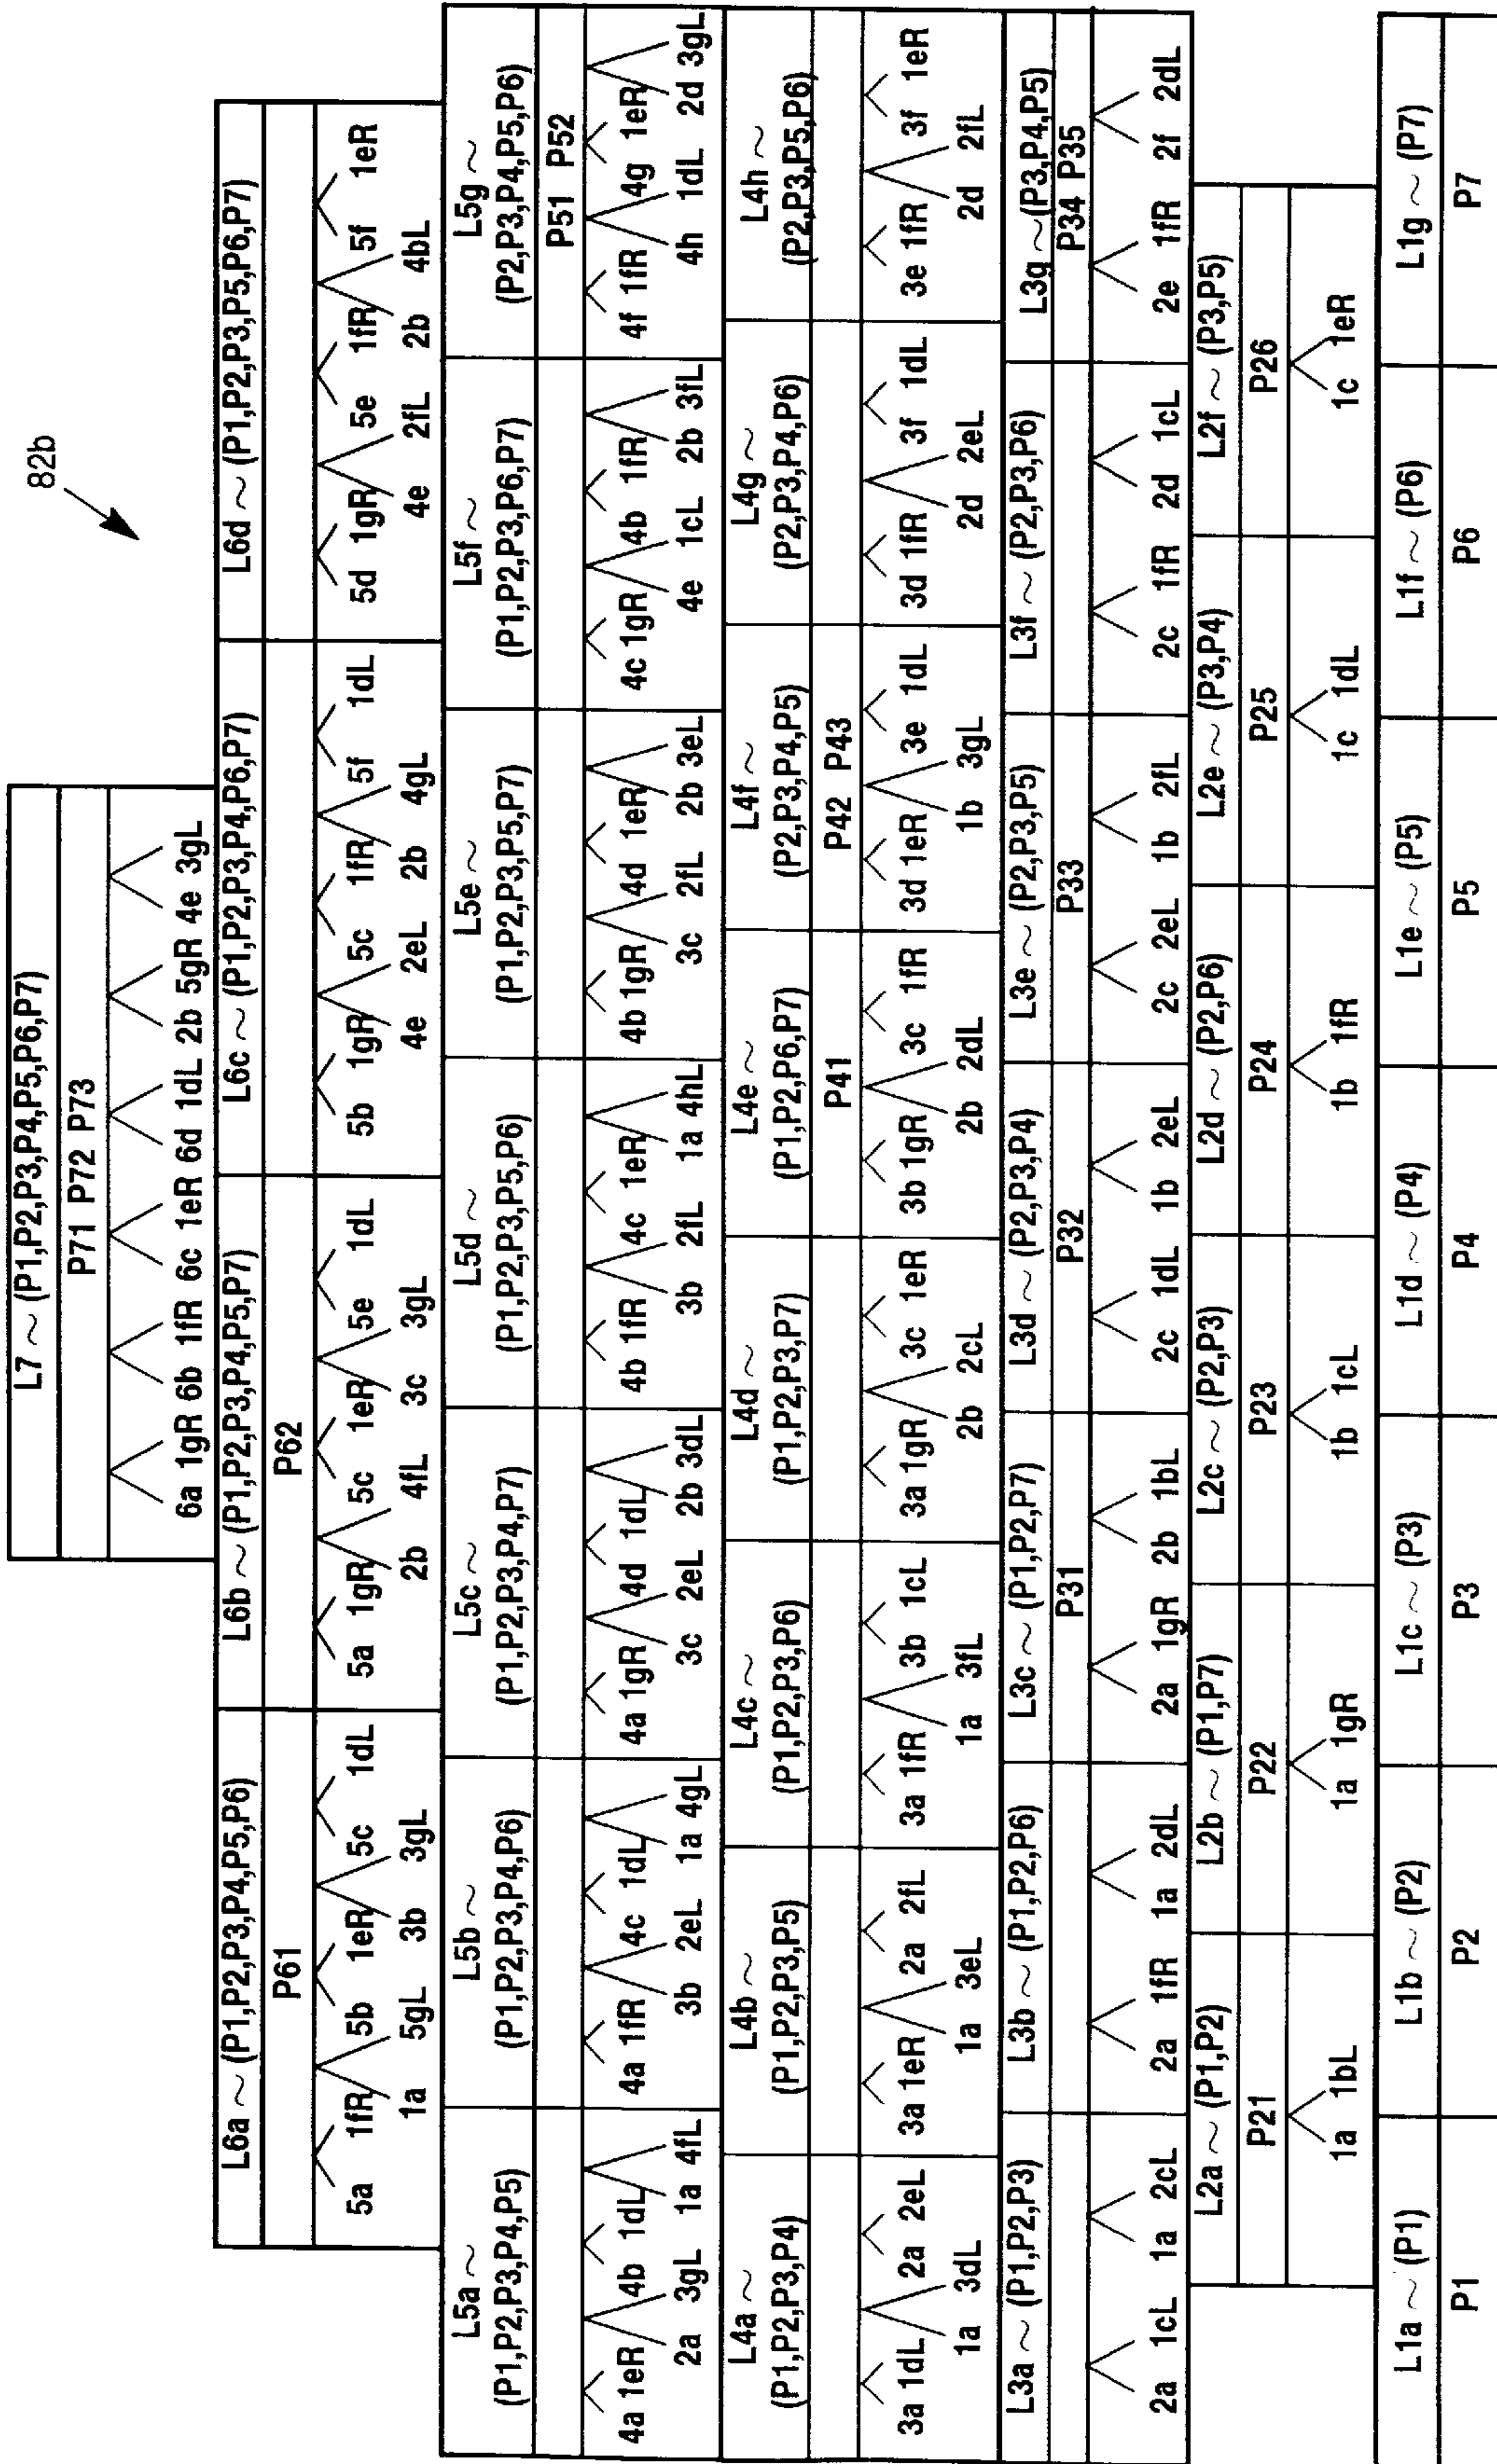 82b
L7 ~ (P1,P2,P3,P4,P5,P6,P7)
P71 P72 P73
6a 1gR 6b 1fR 6c 1eR 6d 1dL 2b 5gR 4e 3gL
L6a ~ (P1,P2,P3,P4,P5,P6)
P61
5a 1fR 5b 1eR 5c 1dL
1a 5gL 3b 3gL
L6b ~ (P1,P2,P3,P4,P5,P7)
P62
5a 1gR 5c 1eR 5e 1dL
2b 4fL 3c 3gL
L6c ~ (P1,P2,P3,P4,P6,P7)
5b 1gR 5c 1fR 5f 1dL
4e 2eL 2b 4gL
L6d ~ (P1,P2,P3,P5,P6,P7)
5d 1gR 5e 1fR 5f 1eR
4e 2fL 2b 4bL
L5a ~
(P1,P2,P3,P4,P5)
4a 1eR 4b 1dL
2a 3gL 1a 4fL
L5b ~
(P1,P2,P3,P4,P6)
4a 1fR 4c 1dL
3b 2eL 1a 4gL
L5c ~
(P1,P2,P3,P4,P7)
4a 1gR 4d 1dL
3c 2eL 2b 3dL
L5d ~
(P1,P2,P3,P5,P6)
4b 1fR 4c 1eR
3b 2fL 1a 4hL
L5e ~
(P1,P2,P3,P5,P7)
4b 1gR 4d 1eR
3c 2fL 2b 3eL
L5f ~
(P1,P2,P3,P6,P7)
4c 1gR 4b 1fR
4e 1cL 2b 3fL
L5g ~
(P2,P3,P4,P5,P6)
P51 P52
4f 1fR 4g 1eR
4h 1dL 2d 3gL
L4a ~
(P1,P2,P3,P4)
3a 1dL 2a 2eL
1a 3dL
L4b ~
(P1,P2,P3,P5)
3a 1eR 2a 2fL
1a 3eL
L4c ~
(P1,P2,P3,P6)
3a 1fR 3b 1cL
1a 3fL
L4d ~
(P1,P2,P3,P7)
3a 1gR 3c 1eR
2b 2cL
L4e ~
(P1,P2,P6,P7)
P41
3b 1gR 3c 1fR
2b 2dL
L4f ~
(P2,P3,P4,P5)
P42 P43
3d 1eR 3e 1dL
1b 3gL
L4g ~
(P2,P3,P4,P6)
3d 1fR 3f 1dL
2d 2eL
L4h ~
(P2,P3,P5,P6)
3e 1fR 3f 1eR
2d 2fL
L3a ~ (P1,P2,P3)
2a 1cL 1a 2cL
L3b ~ (P1,P2,P6)
2a 1fR 1a 2dL
L3c ~ (P1,P2,P7)
P31
2a 1gR 2b 1bL
L3d ~ (P2,P3,P4)
P32
2c 1dL 1b 2eL
L3e ~ (P2,P3,P5)
P33
2c 2eL 1b 2fL
L3f ~ (P2,P3,P6)
2c 1fR 2d 1cL
L3g ~ (P3,P4,P5)
P34 P35
2e 1fR 2f 2dL
L2a ~ (P1,P2)
P21
1a 1bL
L2b ~ (P1,P7)
P22
1a 1gR
L2c ~ (P2,P3)
P23
1b 1cL
L2d ~ (P2,P6)
P24
1b 1fR
L2e ~ (P3,P4)
P25
1c 1dL
L2f ~ (P3,P5)
P26
1c 1eR
L1a ~ (P1)
P1
L1b ~ (P2)
P2
L1c ~ (P3)
P3
L1d ~ (P4)
P4
L1e ~ (P5)
P5
L1f ~ (P6)
P6
L1g ~ (P7)
P7